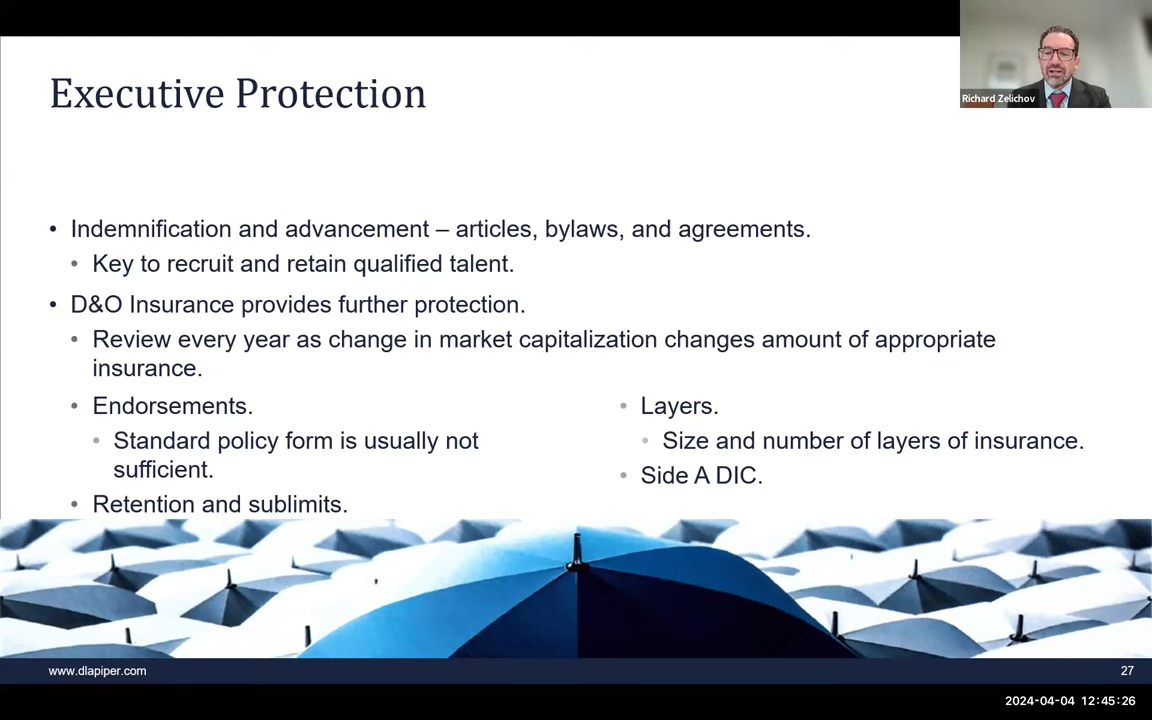 Executive Protection
Richard Zelichov
• Indemnification and advancement – articles, bylaws, and agreements.
• Key to recruit and retain qualified talent.
• D&O Insurance provides further protection.
• Review every year as change in market capitalization changes amount of appropriate
insurance.
• Endorsements.
• Standard policy form is usually not
sufficient.
• Retention and sublimits.
• Layers.
• Size and number of layers of insurance.
• Side A DIC.
www.dlapiper.com
27
2024-04-04 12:45:26